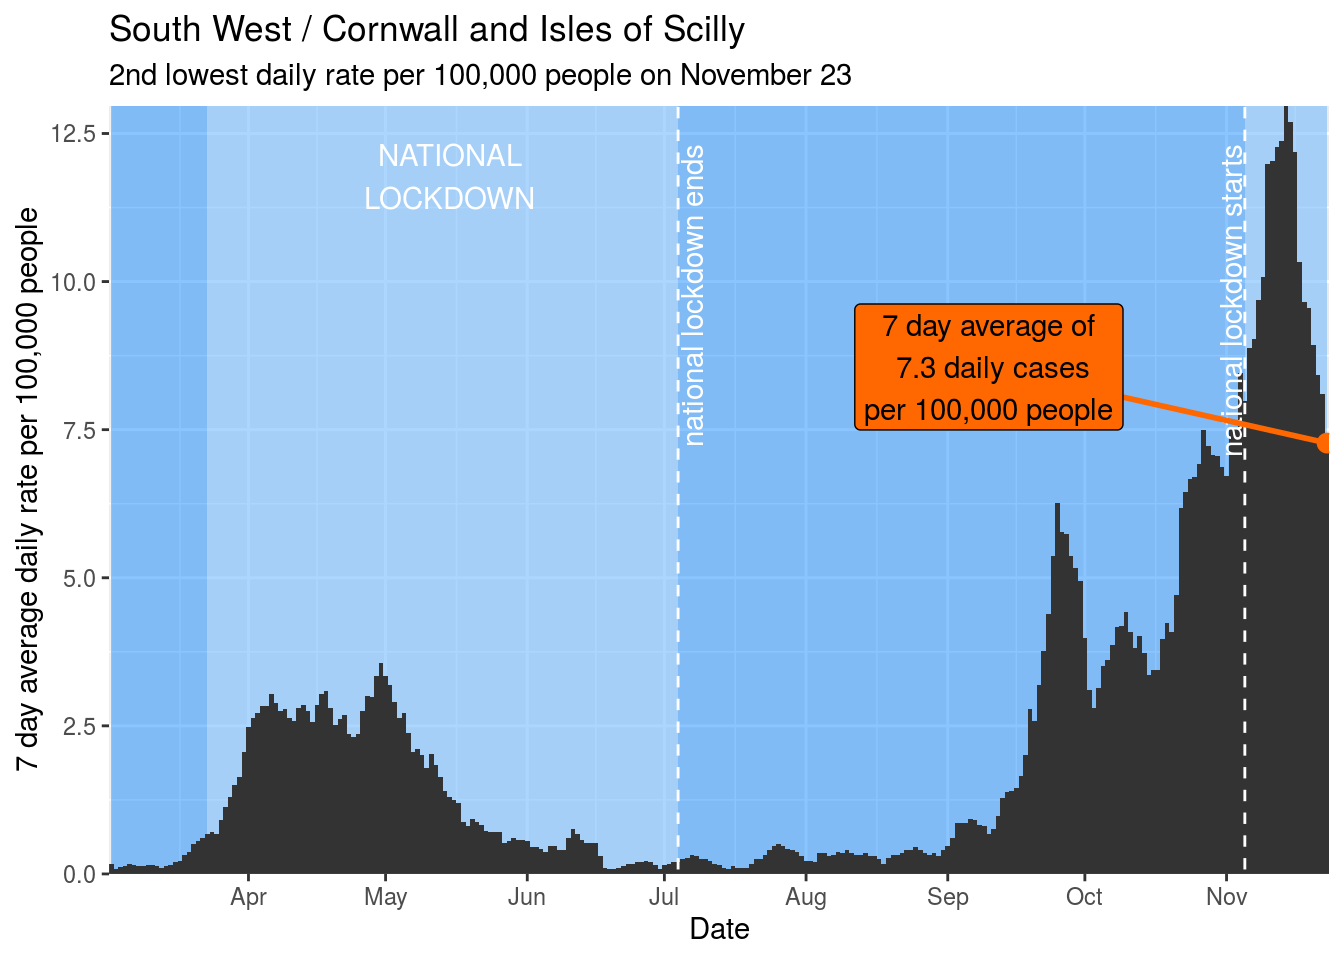 South West / Cornwall and Isles of Scilly
2nd lowest daily rate per 100,000 people on November 23
7 day average daily rate per 100,000 people
12.5
10.0
7.5
5.0
2.5
0.0
NATIONAL
LOCKDOWN
national lockdown ends
national lockdown starts
7 day average of
7.3 daily cases
per 100,000 people
Apr May Jun Jul Aug Sep Oct Nov
Date